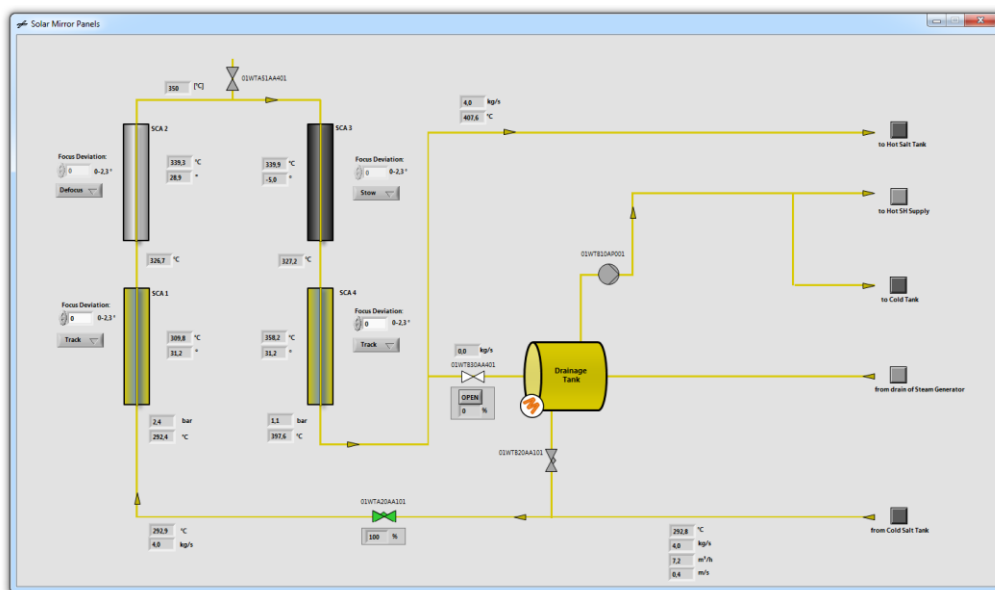 Solar Mirror Panels
01WTA51AA401
350 [°C]
4,0 kg/s
407,6 °C
to Hot Salt Tank
SCA 2
Focus Deviation:
0 0-2,3 °
Defocus
339,3 °C
28,9 °
SCA 3
339,9 °C
-5,0 °
Focus Deviation:
0 0-2,3 °
Stow
to Hot SH Supply
326,7 °C
327,2 °C
01WTB10AP001
to Cold Tank
SCA 1
Focus Deviation:
0 0-2,3 °
Track
309,8 °C
31,2 °
SCA 4
358,2 °C
31,2 °
Focus Deviation:
0 0-2,3 °
Track
0,0 kg/s
01WTB30AA401
OPEN
0 %
Drainage
Tank
from drain of Steam Generator
2,4 bar
292,4 °C
1,1 bar
397,6 °C
01WTB20AA101
01WTA20AA101
100 %
292,9 °C
4,0 kg/s
292,8 °C
4,0 kg/s
7,2 m³/h
0,4 m/s
from Cold Salt Tank